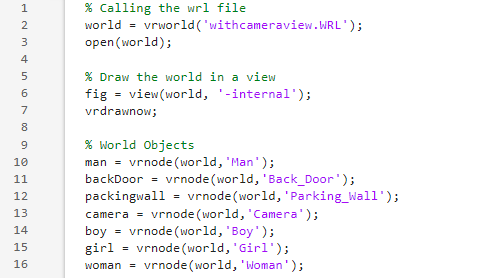 1 % Calling the wrl file
2 world = vrworld('withcameraview.WRL');
3 open(world);
4
5 % Draw the world in a view
6 fig = view(world, '-internal');
7 vrdrawnow;
8
9 % World Objects
10 man = vrnode(world,'Man');
11 backDoor = vrnode(world,'Back_Door');
12 packingwall = vrnode(world,'Parking_Wall');
13 camera = vrnode(world,'Camera');
14 boy = vrnode(world,'Boy');
15 girl = vrnode(world,'Girl');
16 woman = vrnode(world,'Woman');